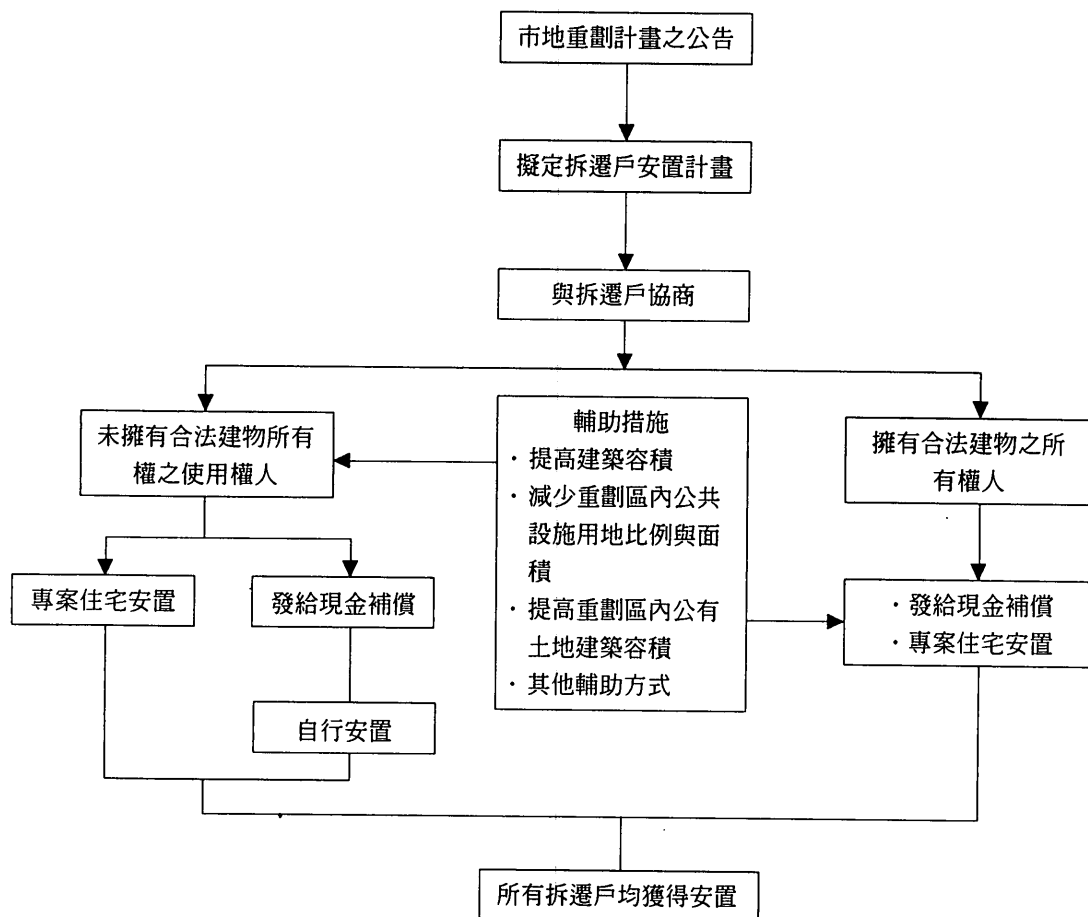 市地重劃計畫之公告
擬定拆遷戶安置計畫
與拆遷戶協商
未擁有合法建物所有
權之使用權人
專案住宅安置
發給現金補償
自行安置
輔助措施
· 提高建築容積
· 減少重劃區內公共
設施用地比例與面
積
· 提高重劃區內公有
土地建築容積
· 其他輔助方式
擁有合法建物之所
有權人
· 發給現金補償
· 專案住宅安置
所有拆遷戶均獲得安置